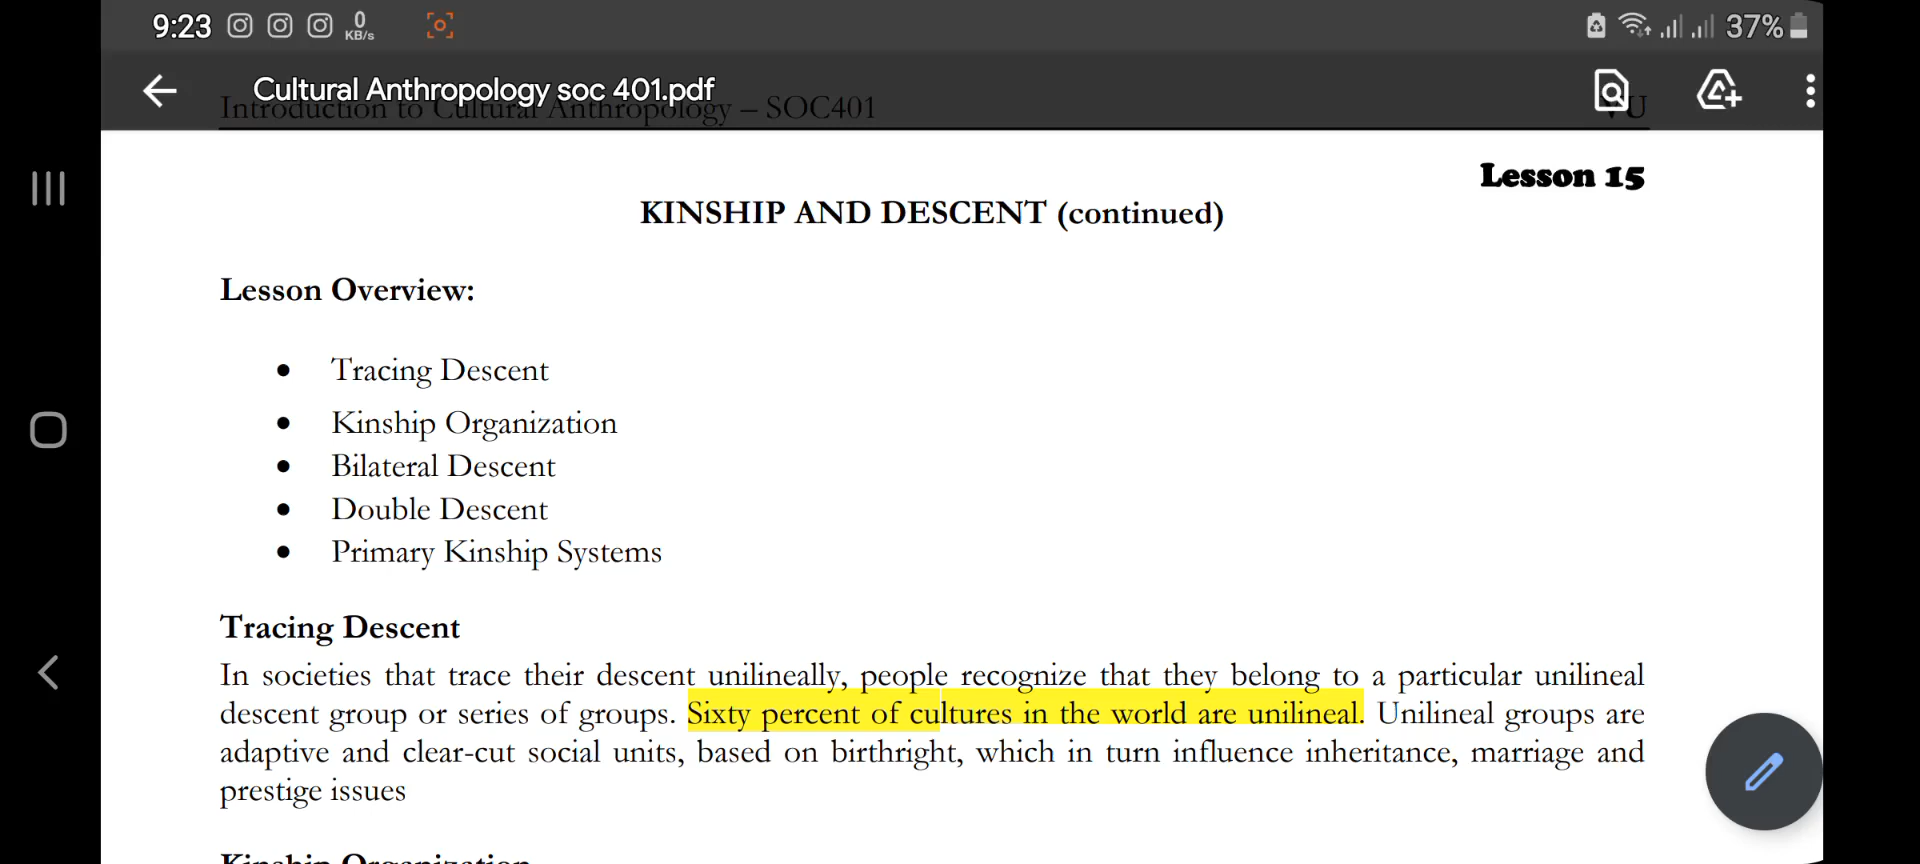 9:23 0 KB/s 37%
Cultural Anthropology soc 401.pdf
Introduction to Cultural Anthropology – SOC401 VU
Lesson 15
KINSHIP AND DESCENT (continued)
Lesson Overview:
• Tracing Descent
• Kinship Organization
• Bilateral Descent
• Double Descent
• Primary Kinship Systems
Tracing Descent
In societies that trace their descent unilineally, people recognize that they belong to a particular unilineal
descent group or series of groups. Sixty percent of cultures in the world are unilineal. Unilineal groups are
adaptive and clear-cut social units, based on birthright, which in turn influence inheritance, marriage and
prestige issues
Kinship Organization